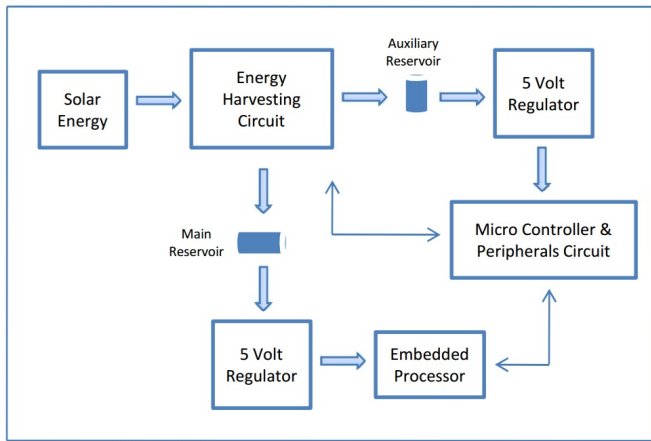 Solar
Energy
Energy
Harvesting
Circuit
Auxiliary
Reservoir
5 Volt
Regulator
Main
Reservoir
Micro Controller &
Peripherals Circuit
5 Volt
Regulator
Embedded
Processor